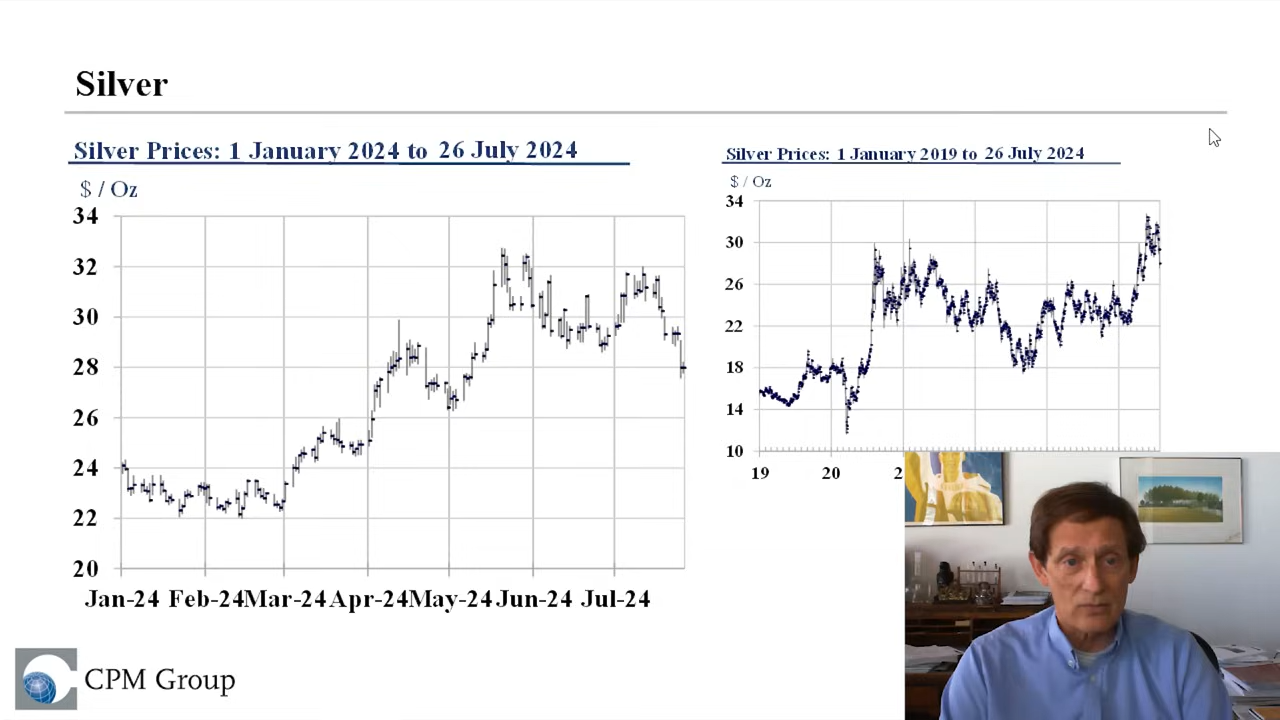 Silver
Silver Prices: 1 January 2024 to 26 July 2024
$ / Oz
34
32
30
28
26
24
22
20
Jan-24 Feb-24 Mar-24 Apr-24 May-24 Jun-24 Jul-24
Silver Prices: 1 January 2019 to 26 July 2024
$ / Oz
34
30
26
22
18
14
10
19 20 2
CPM Group